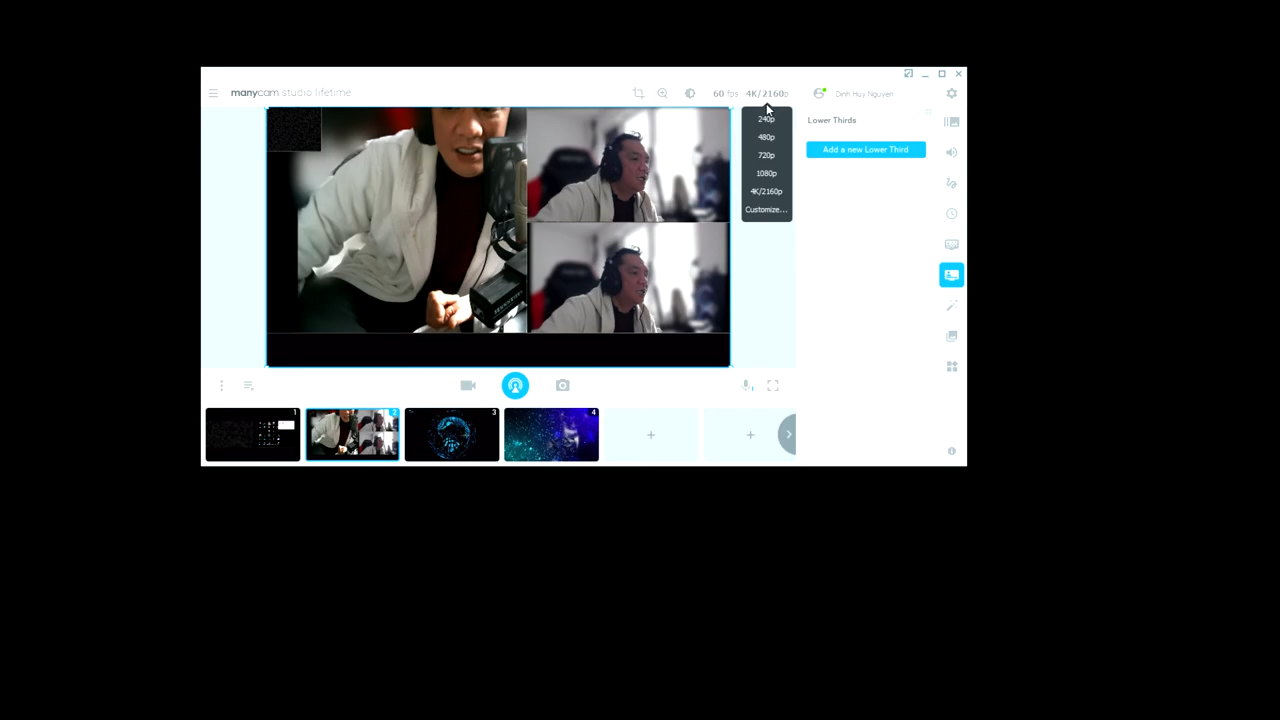 manycam studio lifetime
60 fps
4K/2160p
Dinh Huy Nguyen
240p
480p
720p
1080p
4K/2160p
Customize...
Lower Thirds
Add a new Lower Third
1
2
3
4